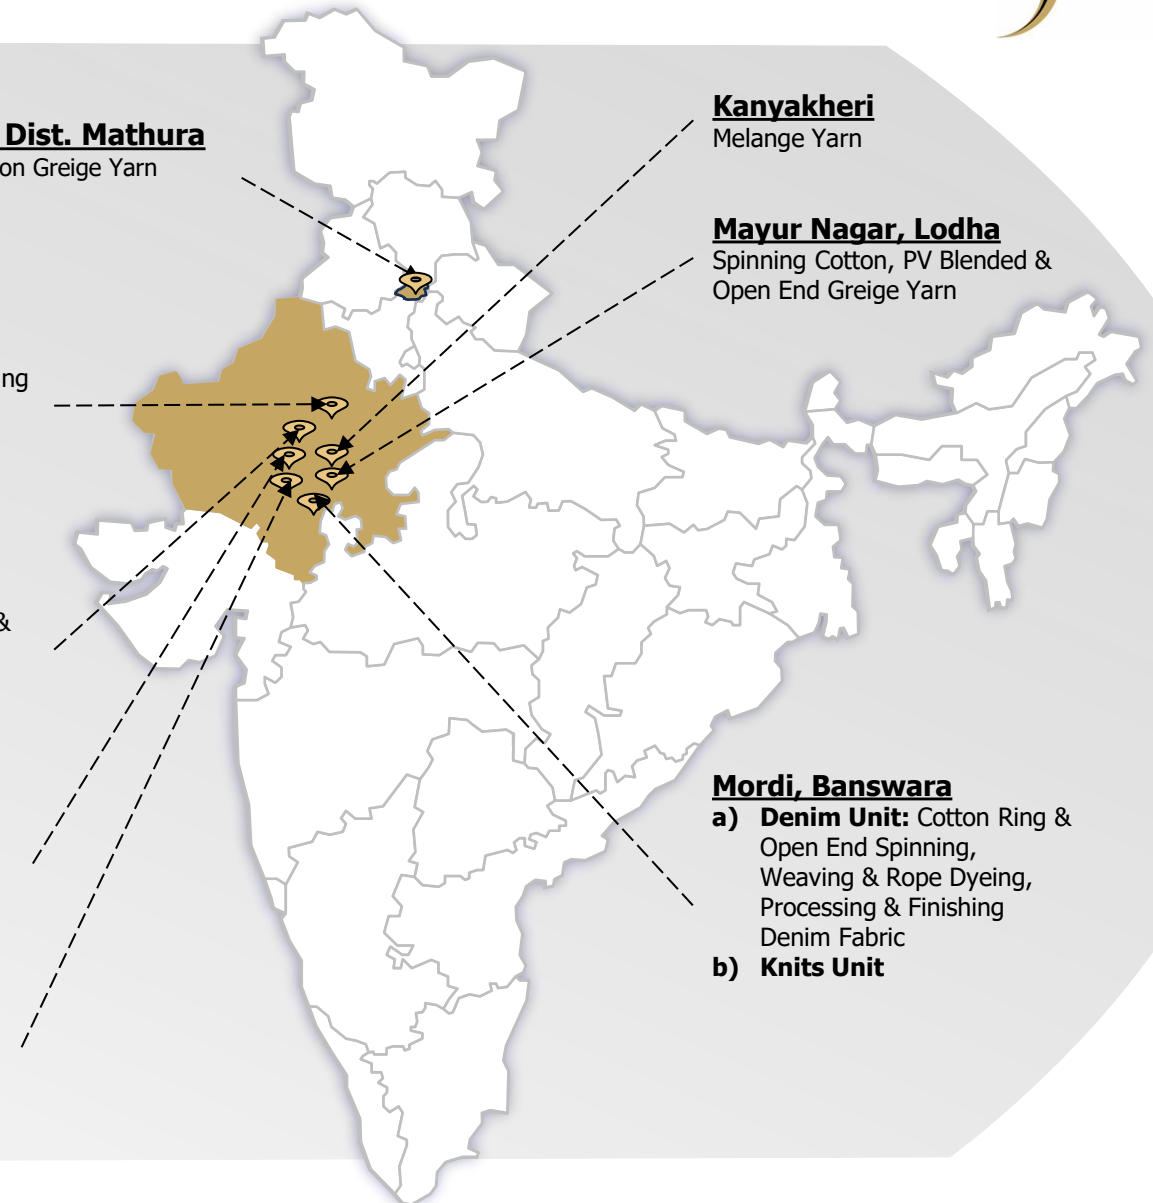 Dist. Mathura
on Greige Yarn
ng
&
Kanyakheri
Melange Yarn
Mayur Nagar, Lodha
Spinning Cotton, PV Blended &
Open End Greige Yarn
Mordi, Banswara
a) Denim Unit: Cotton Ring &
Open End Spinning,
Weaving & Rope Dyeing,
Processing & Finishing
Denim Fabric
b) Knits Unit